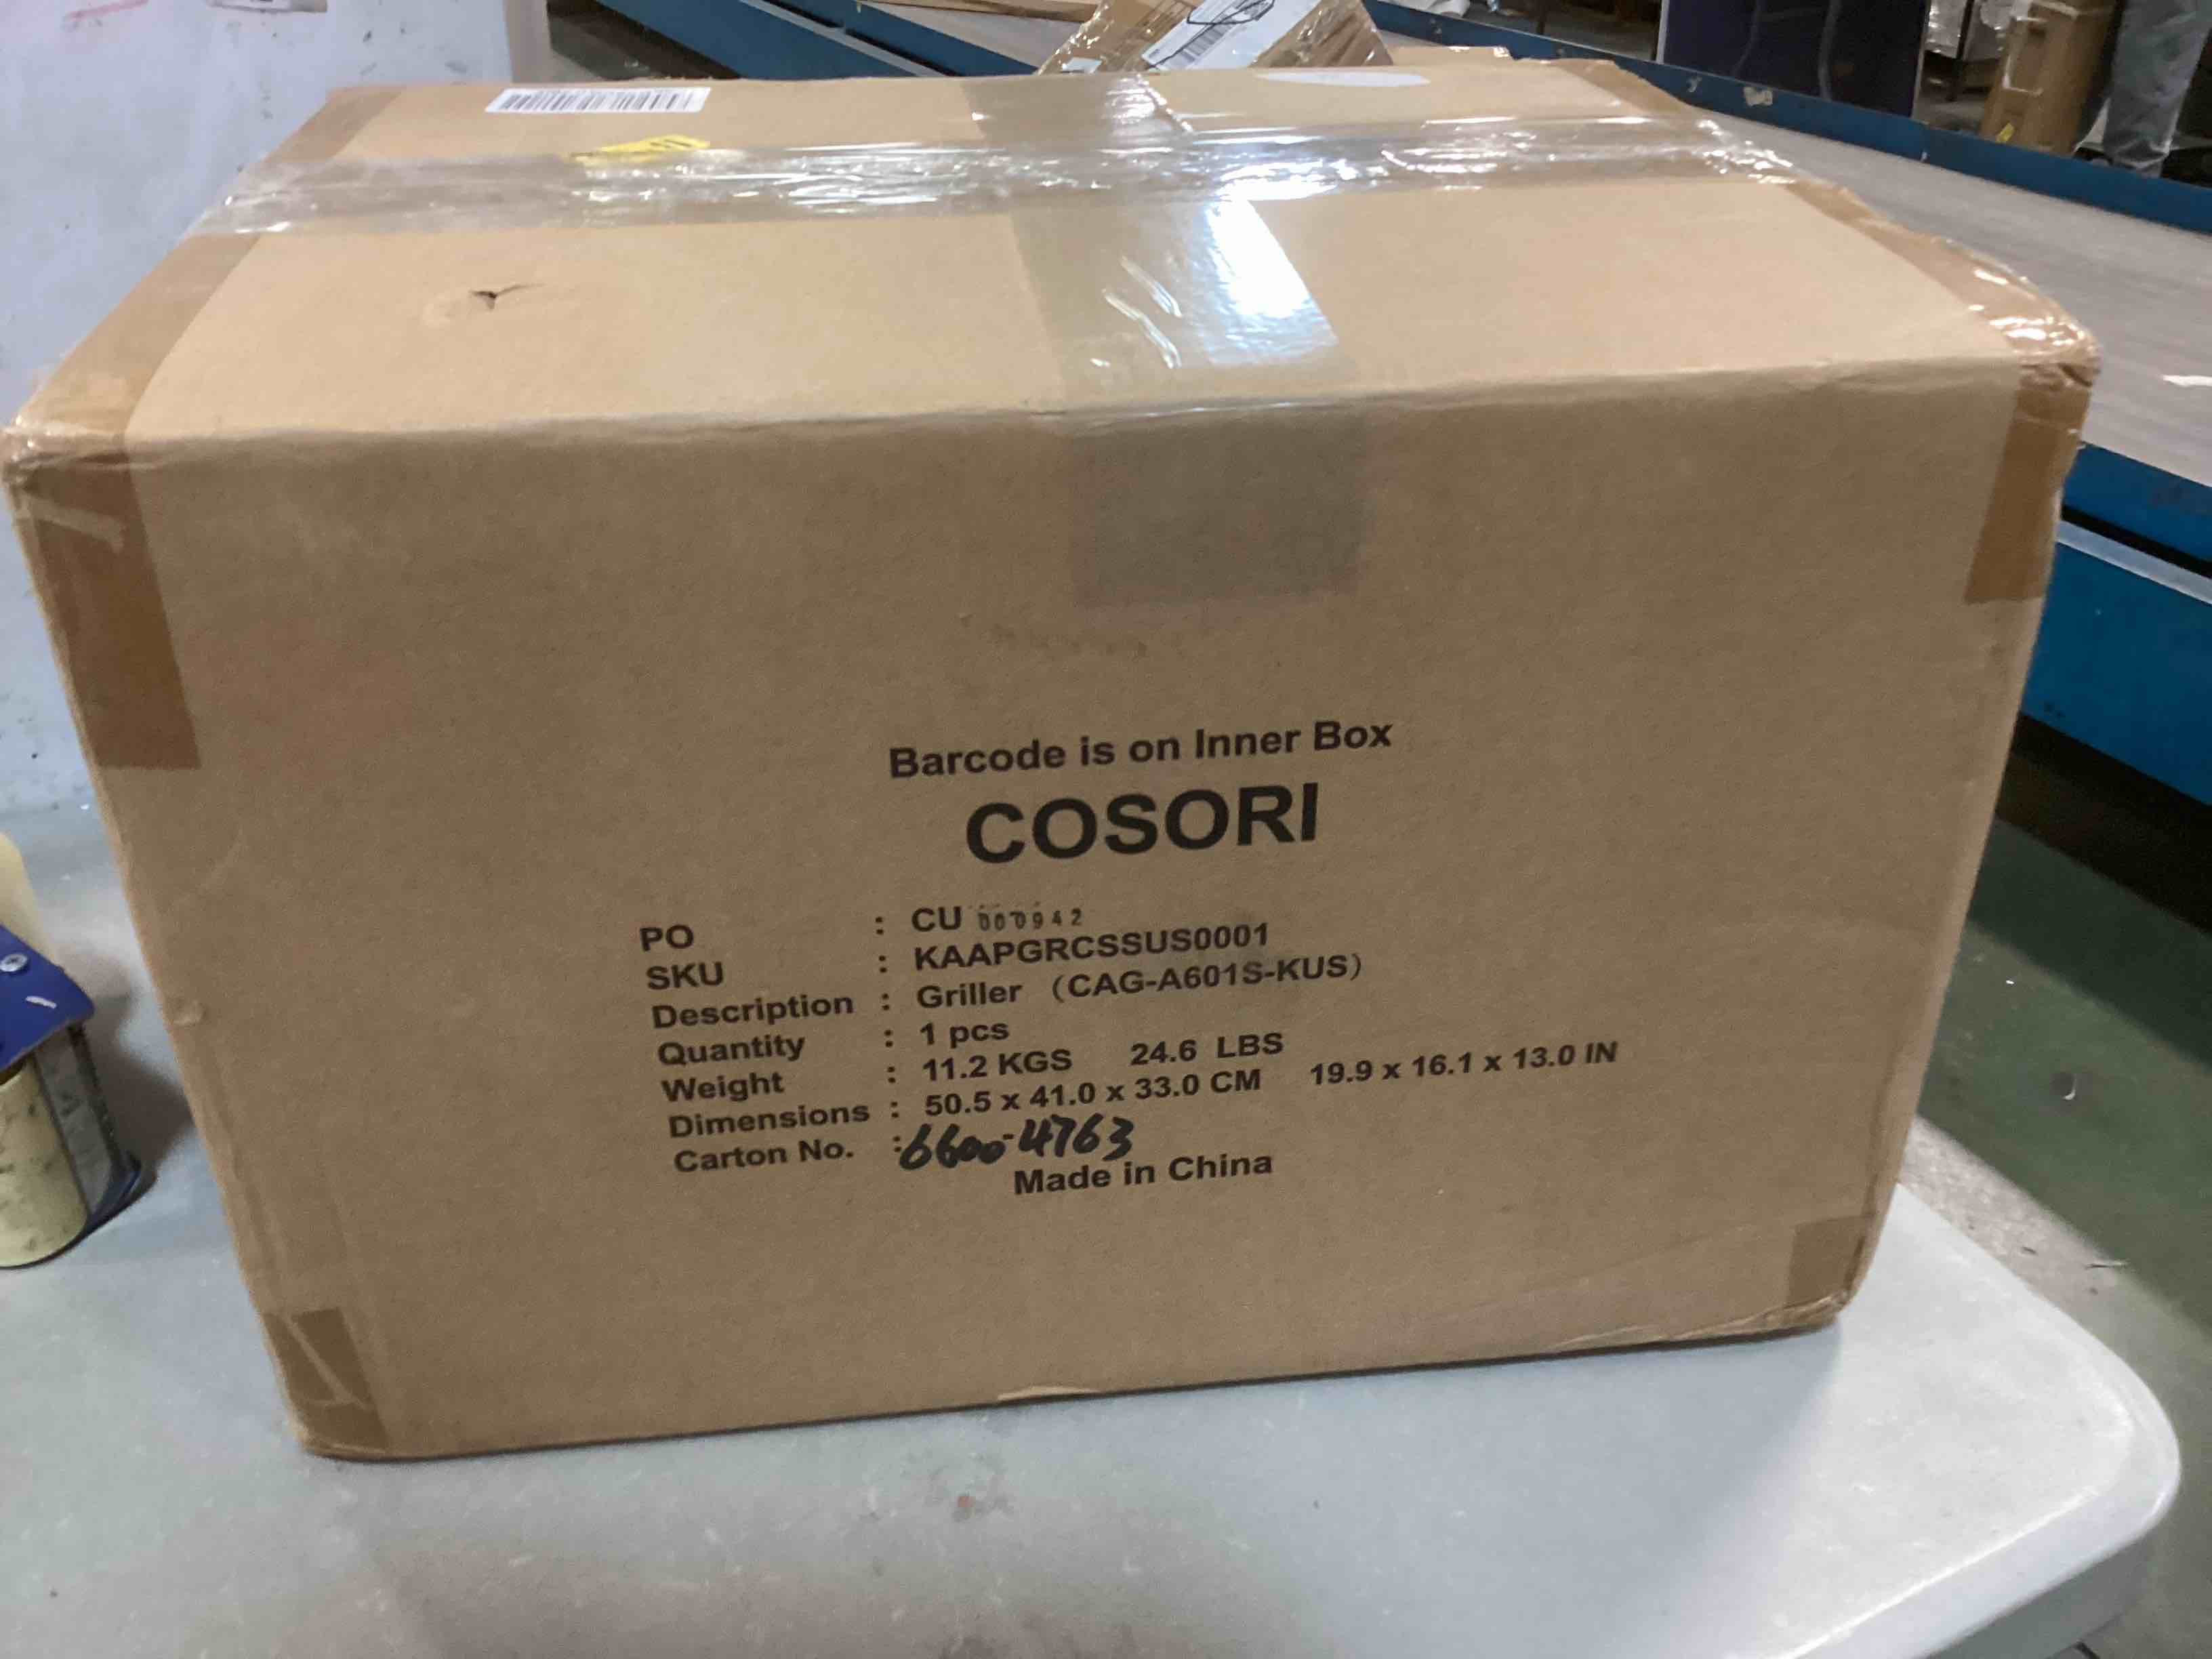 Barcode is on Inner Box
COSORI
PO : CU 000942
SKU : KAAPGRCSSUS0001
Description : Griller （CAG-A601S-KUS）
Quantity : 1 pcs
Weight : 11.2 KGS 24.6 LBS
Dimensions : 50.5 x 41.0 x 33.0 CM 19.9 x 16.1 x 13.0 IN
Carton No. : 6600-4763
Made in China